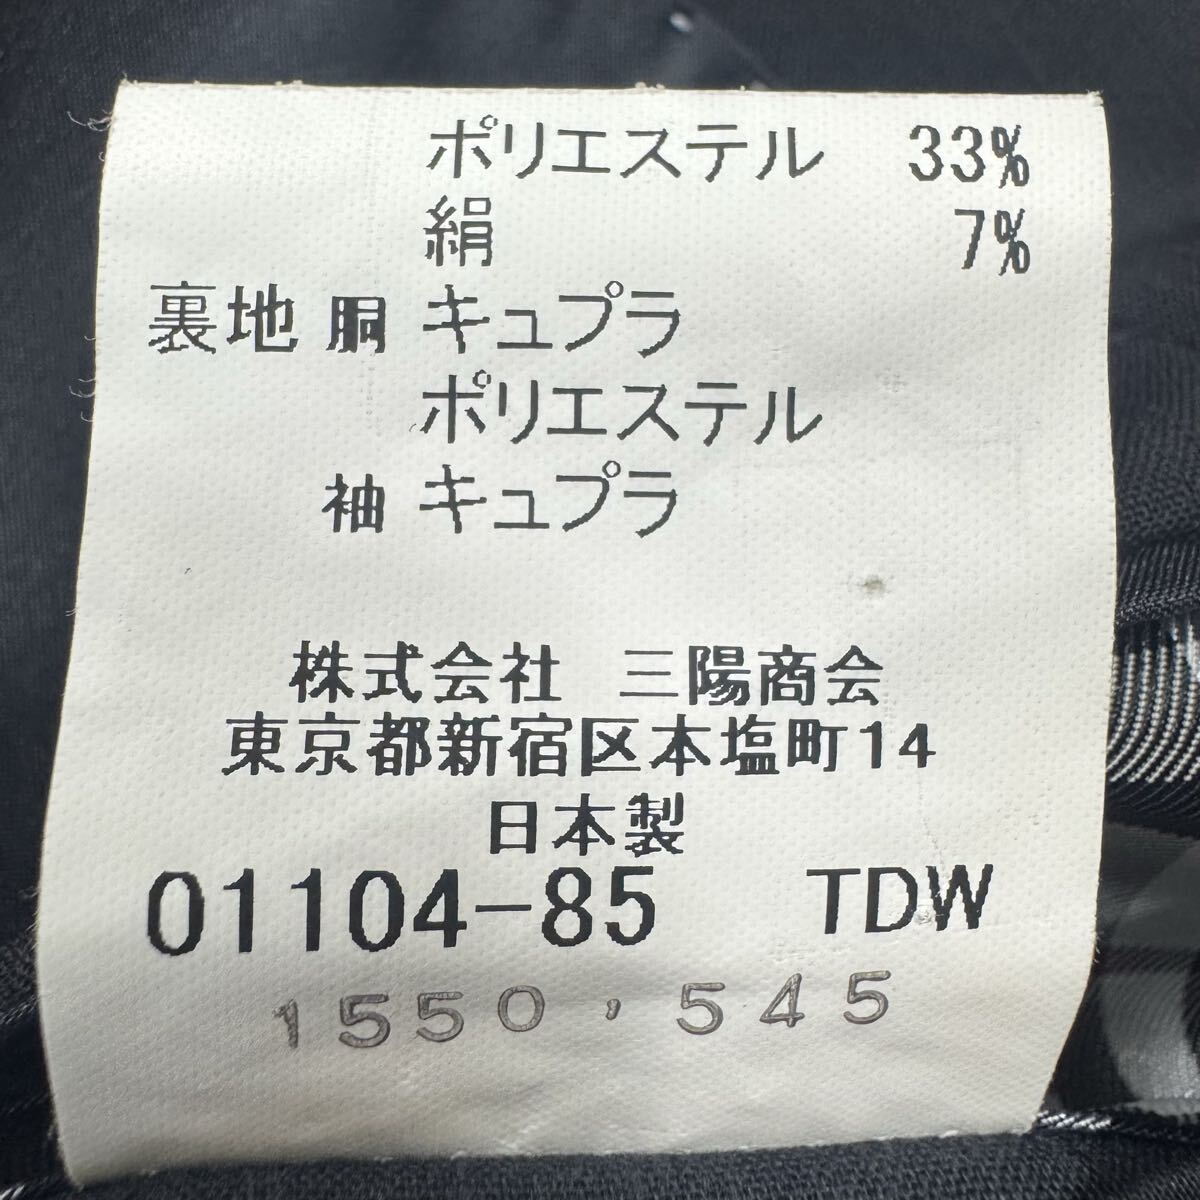 ポリエステル 33%
絹 7%
裏地 胴 キュプラ
ポリエステル
袖 キュプラ
株式会社 三陽商会
東京都新宿区本塩町14
日本製
01104-85 TDW
1550,545